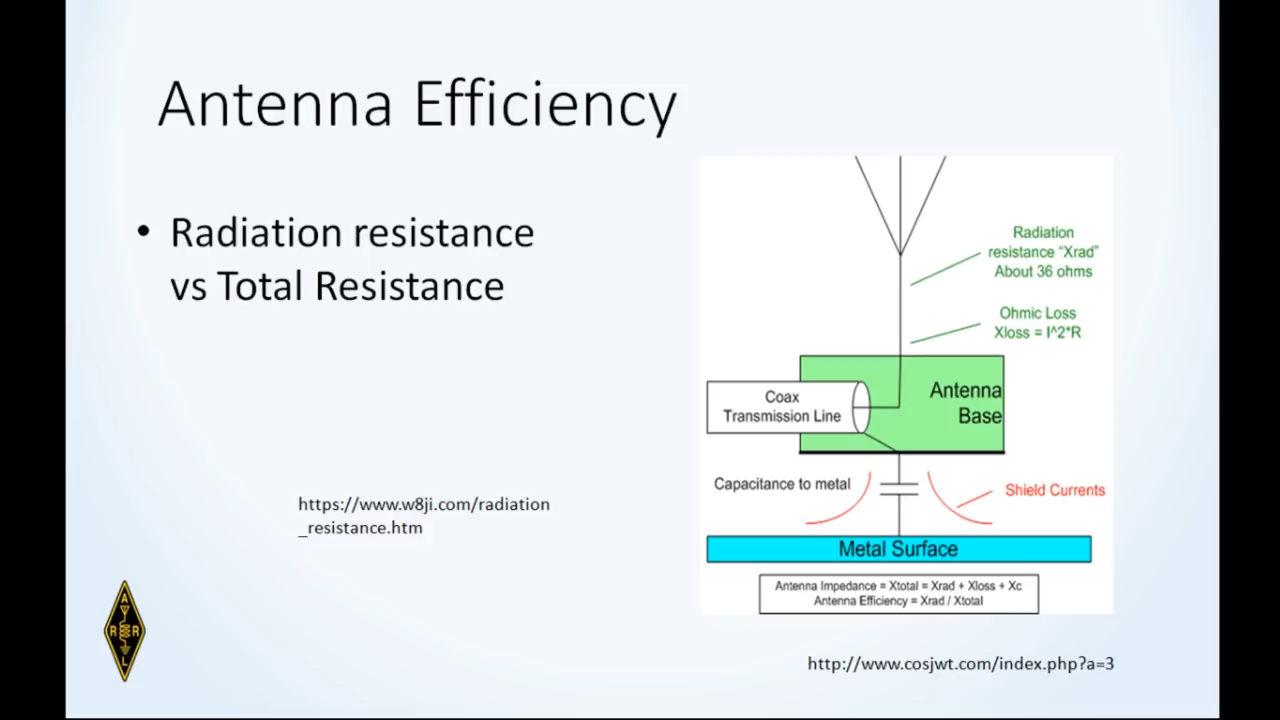 Antenna Efficiency
• Radiation resistance
vs Total Resistance
https://www.w8ji.com/radiation
_resistance.htm
Radiation
resistance “Xrad”
About 36 ohms
Ohmic Loss
Xloss = I^2*R
Antenna
Base
Coax
Transmission Line
Capacitance to metal
Shield Currents
Metal Surface
Antenna Impedance = Xtotal = Xrad + Xloss + Xc
Antenna Efficiency = Xrad / Xtotal
http://www.cosjwt.com/index.php?a=3
A
R R
L